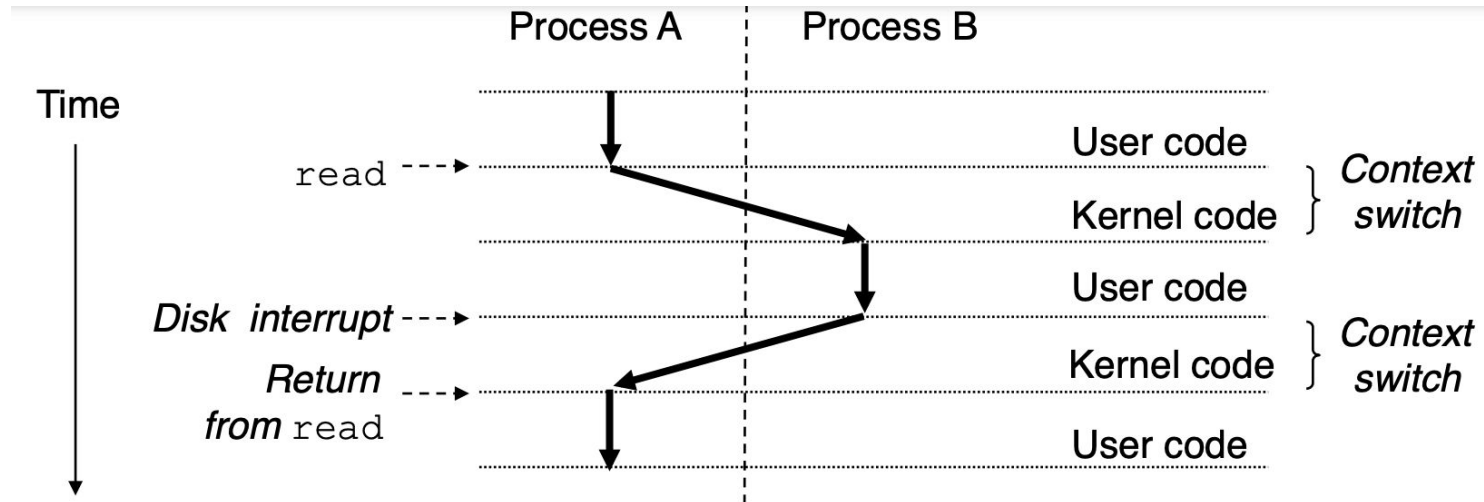 Process A
Process B
Time
User code
read
Context
switch
Kernel code
User code
Disk interrupt
Context
switch
Kernel code
Return
from read
User code